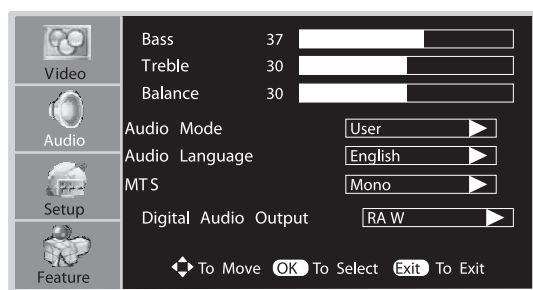 Video
Audio
Setup
Feature
Bass 37
Treble 30
Balance 30
Audio Mode User
Audio Language English
MTS Mono
Digital Audio Output RA W
To Move OK To Select Exit To Exit